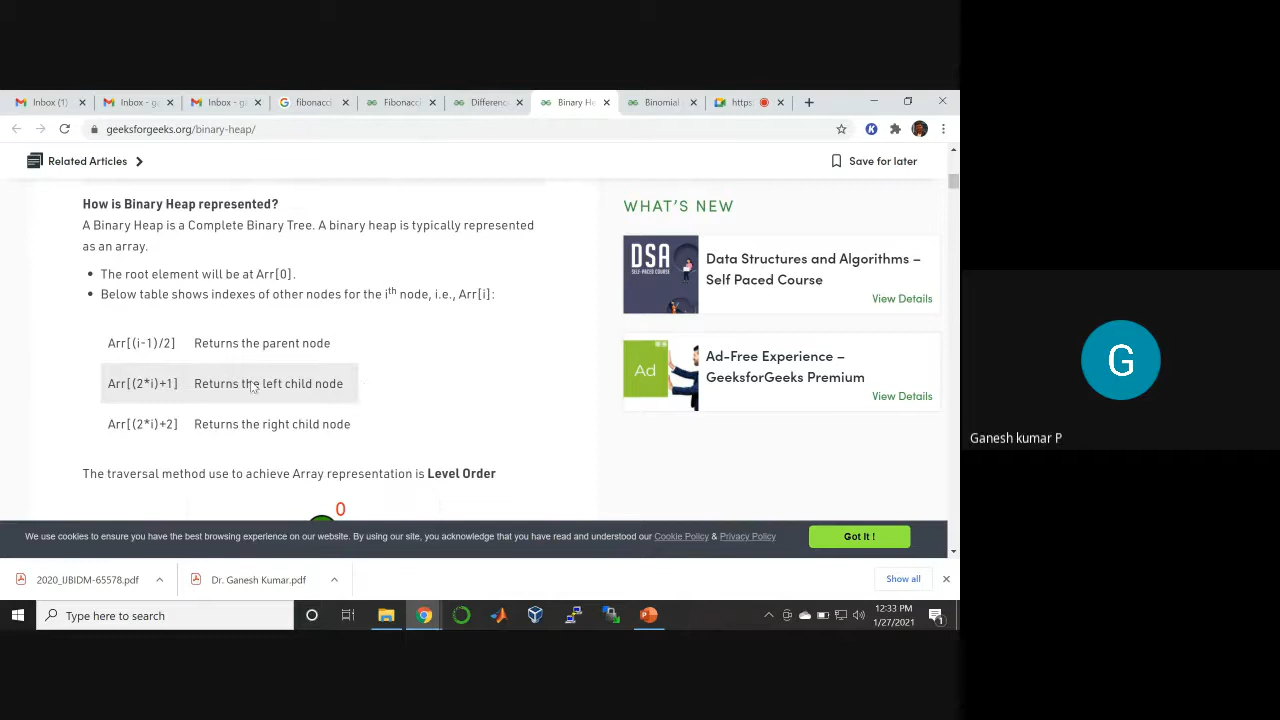 Inbox (1)
Inbox - ga
Inbox - ga
fibonacci
Fibonacci
Differenc
Binary He
Binomial
https:
geeksforgeeks.org/binary-heap/
K
Related Articles
Save for later
How is Binary Heap represented?
A Binary Heap is a Complete Binary Tree. A binary heap is typically represented
as an array.
• The root element will be at Arr[0].
• Below table shows indexes of other nodes for the ith node, i.e., Arr[i]:
Arr[(i-1)/2] Returns the parent node
Arr[(2*i)+1] Returns the left child node
Arr[(2*i)+2] Returns the right child node
The traversal method use to achieve Array representation is Level Order
0
WHAT'S NEW
DSA
SELF-PACED COURSE
Data Structures and Algorithms –
Self Paced Course
View Details
Ad
Ad-Free Experience –
GeeksforGeeks Premium
View Details
We use cookies to ensure you have the best browsing experience on our website. By using our site, you acknowledge that you have read and understood our Cookie Policy & Privacy Policy
Got It !
2020_IJBIDM-65578.pdf
Dr. Ganesh Kumar.pdf
Show all
Type here to search
12:33 PM
1/27/2021
1
G
Ganesh kumar P